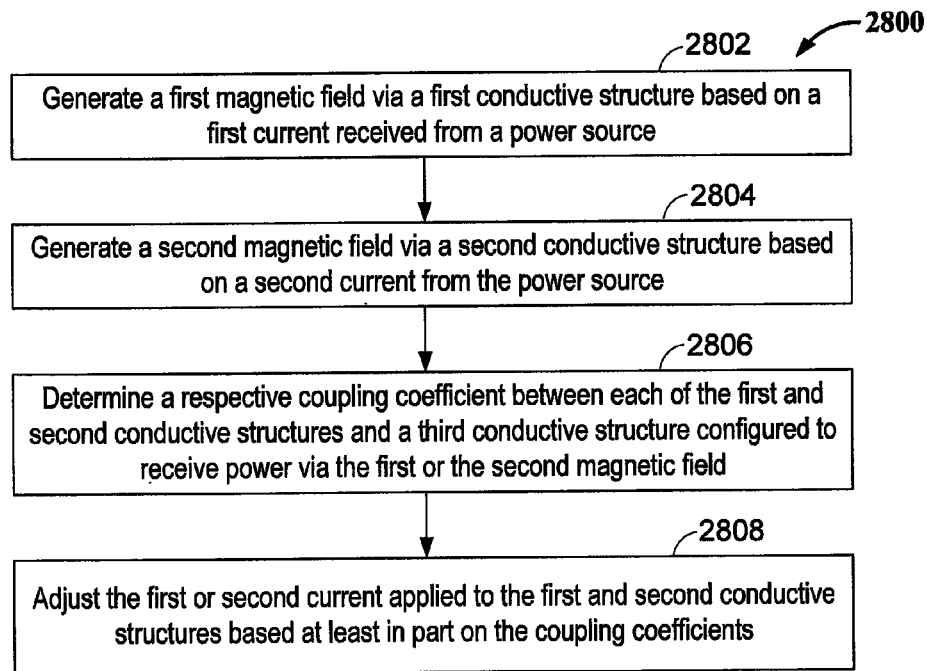 2800
2802
Generate a first magnetic field via a first conductive structure based on a
first current received from a power source
2804
Generate a second magnetic field via a second conductive structure based
on a second current from the power source
2806
Determine a respective coupling coefficient between each of the first and
second conductive structures and a third conductive structure configured to
receive power via the first or the second magnetic field
2808
Adjust the first or second current applied to the first and second conductive
structures based at least in part on the coupling coefficients